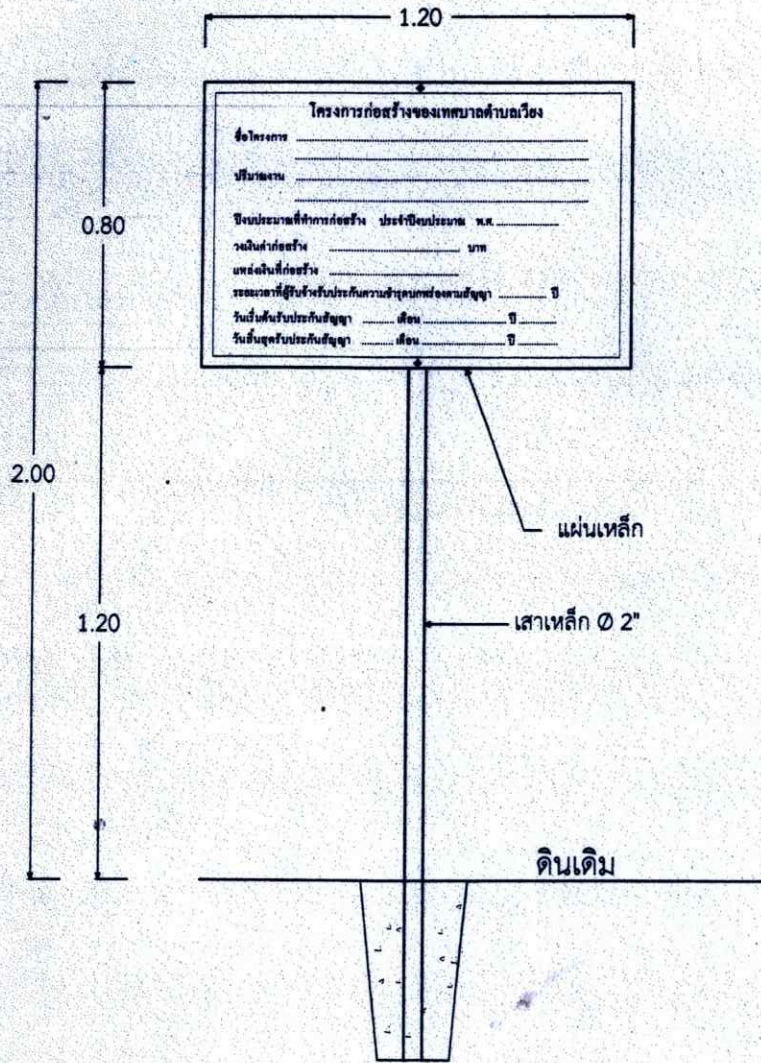 1.20
โครงการก่อสร้างของเทศบาลตำบลเวียง
ชื่อโครงการ
ปริมาณงาน
ปีงบประมาณที่ทำการก่อสร้าง ประจำปีงบประมาณ พ.ศ.
วงเงินค่าก่อสร้าง บาท
แหล่งเงินที่ก่อสร้าง
ระยะเวลาที่ผู้รับจ้างรับประกันความชำรุดบกพร่องตามสัญญา ปี
วันเริ่มต้นรับประกันสัญญา เดือน ปี
วันสิ้นสุดรับประกันสัญญา เดือน ปี
0.80
2.00
แผ่นเหล็ก
1.20
เสาเหล็ก Ø 2"
ดินเดิม